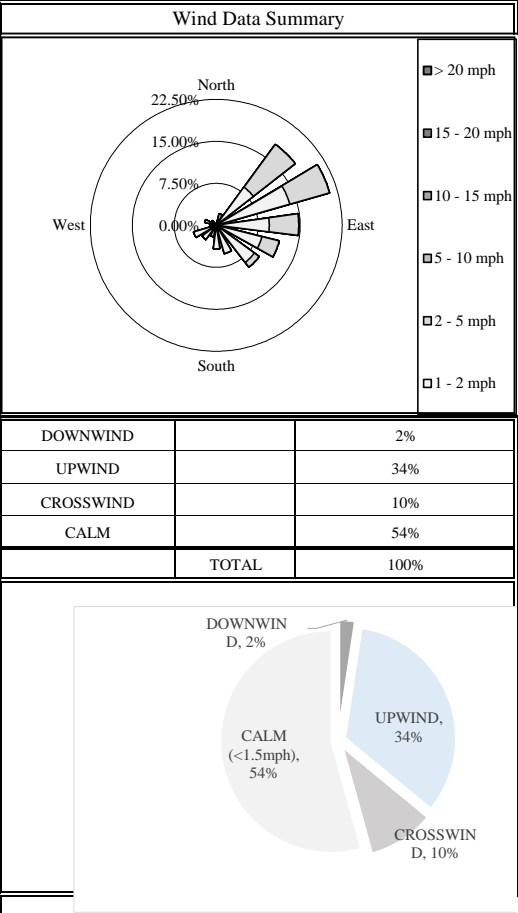 Wind Data Summary
North
22.50%
15.00%
7.50%
0.00%
West
East
South
> 20 mph
15 - 20 mph
10 - 15 mph
5 - 10 mph
2 - 5 mph
1 - 2 mph
DOWNWIND 2%
UPWIND 34%
CROSSWIND 10%
CALM 54%
TOTAL 100%
DOWNWIN
D, 2%
UPWIND,
34%
CALM
(<1.5mph),
54%
CROSSWIN
D, 10%